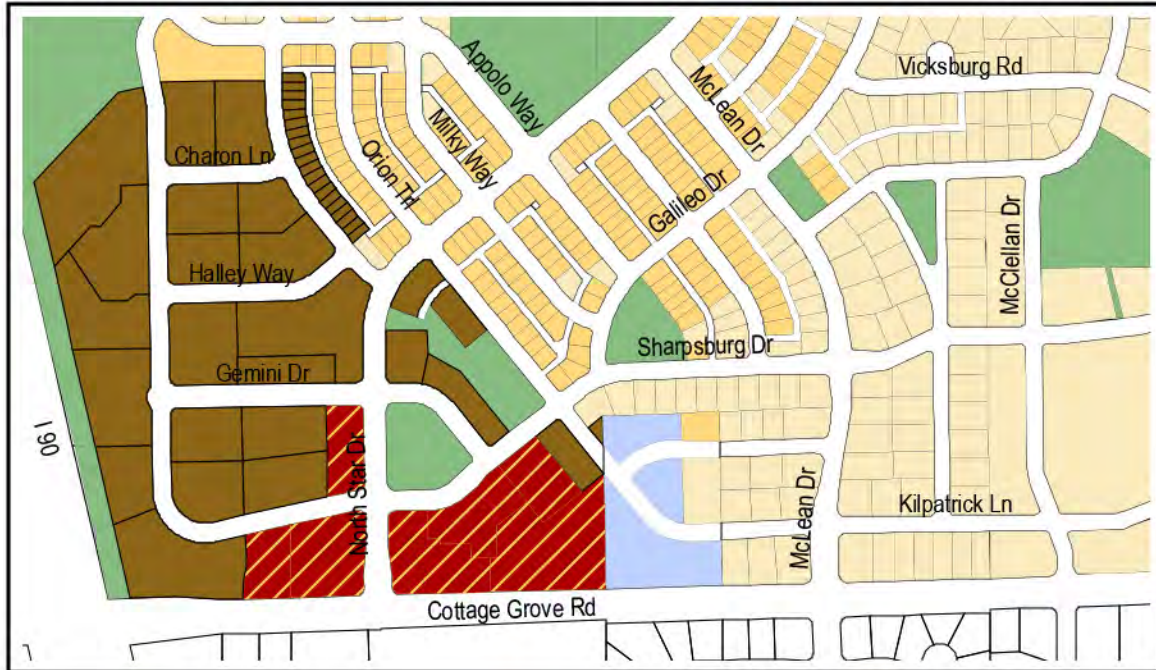 Appolo Way
McLean Dr
Vicksburg Rd
Milky Way
Charon Ln
Orion Trl
Galileo Dr
McClellan Dr
Halley Way
Sharpsburg Dr
Gemini Dr
I 90
North Star Dr
McLean Dr
Kilpatrick Ln
Cottage Grove Rd